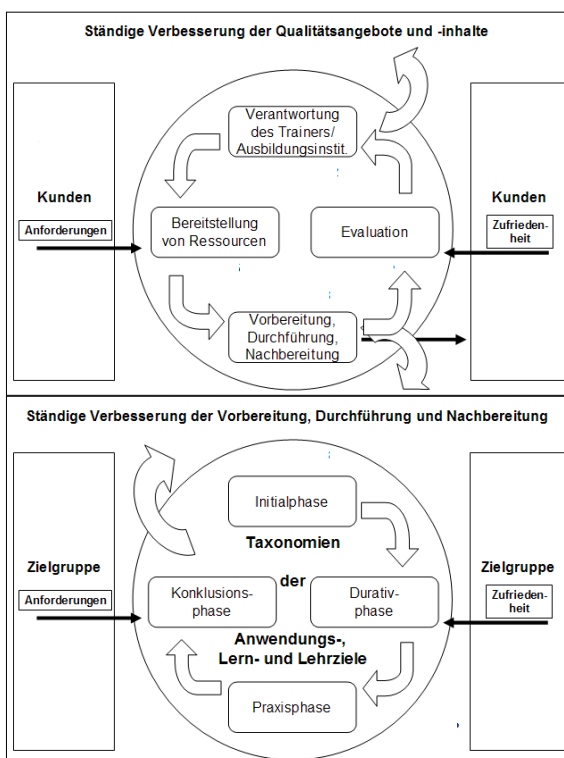 Ständige Verbesserung der Qualitätsangebote und -inhalte
Verantwortung
des Trainers/
Ausbildungsinstit.
Kunden
Anforderungen
Bereitstellung
von Ressourcen
Evaluation
Kunden
Zufrieden-
heit
Vorbereitung,
Durchführung,
Nachbereitung
Ständige Verbesserung der Vorbereitung, Durchführung und Nachbereitung
Initialphase
Taxonomien
Zielgruppe
Anforderungen
Konklusions-
phase
der
Durativ-
phase
Zielgruppe
Zufrieden-
heit
Anwendungs-,
Lern- und Lehrziele
Praxisphase